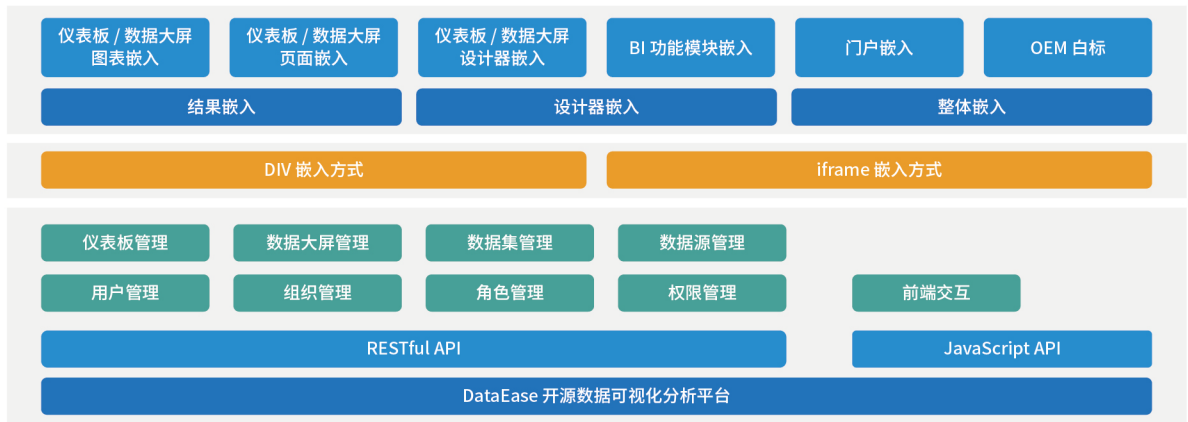 仪表板 / 数据大屏
图表嵌入
仪表板 / 数据大屏
页面嵌入
仪表板 / 数据大屏
设计器嵌入
BI 功能模块嵌入
门户嵌入
OEM 白标
结果嵌入
设计器嵌入
整体嵌入
DIV 嵌入方式
iframe 嵌入方式
仪表板管理
数据大屏管理
数据集管理
数据源管理
用户管理
组织管理
角色管理
权限管理
前端交互
RESTful API
JavaScript API
DataEase 开源数据可视化分析平台